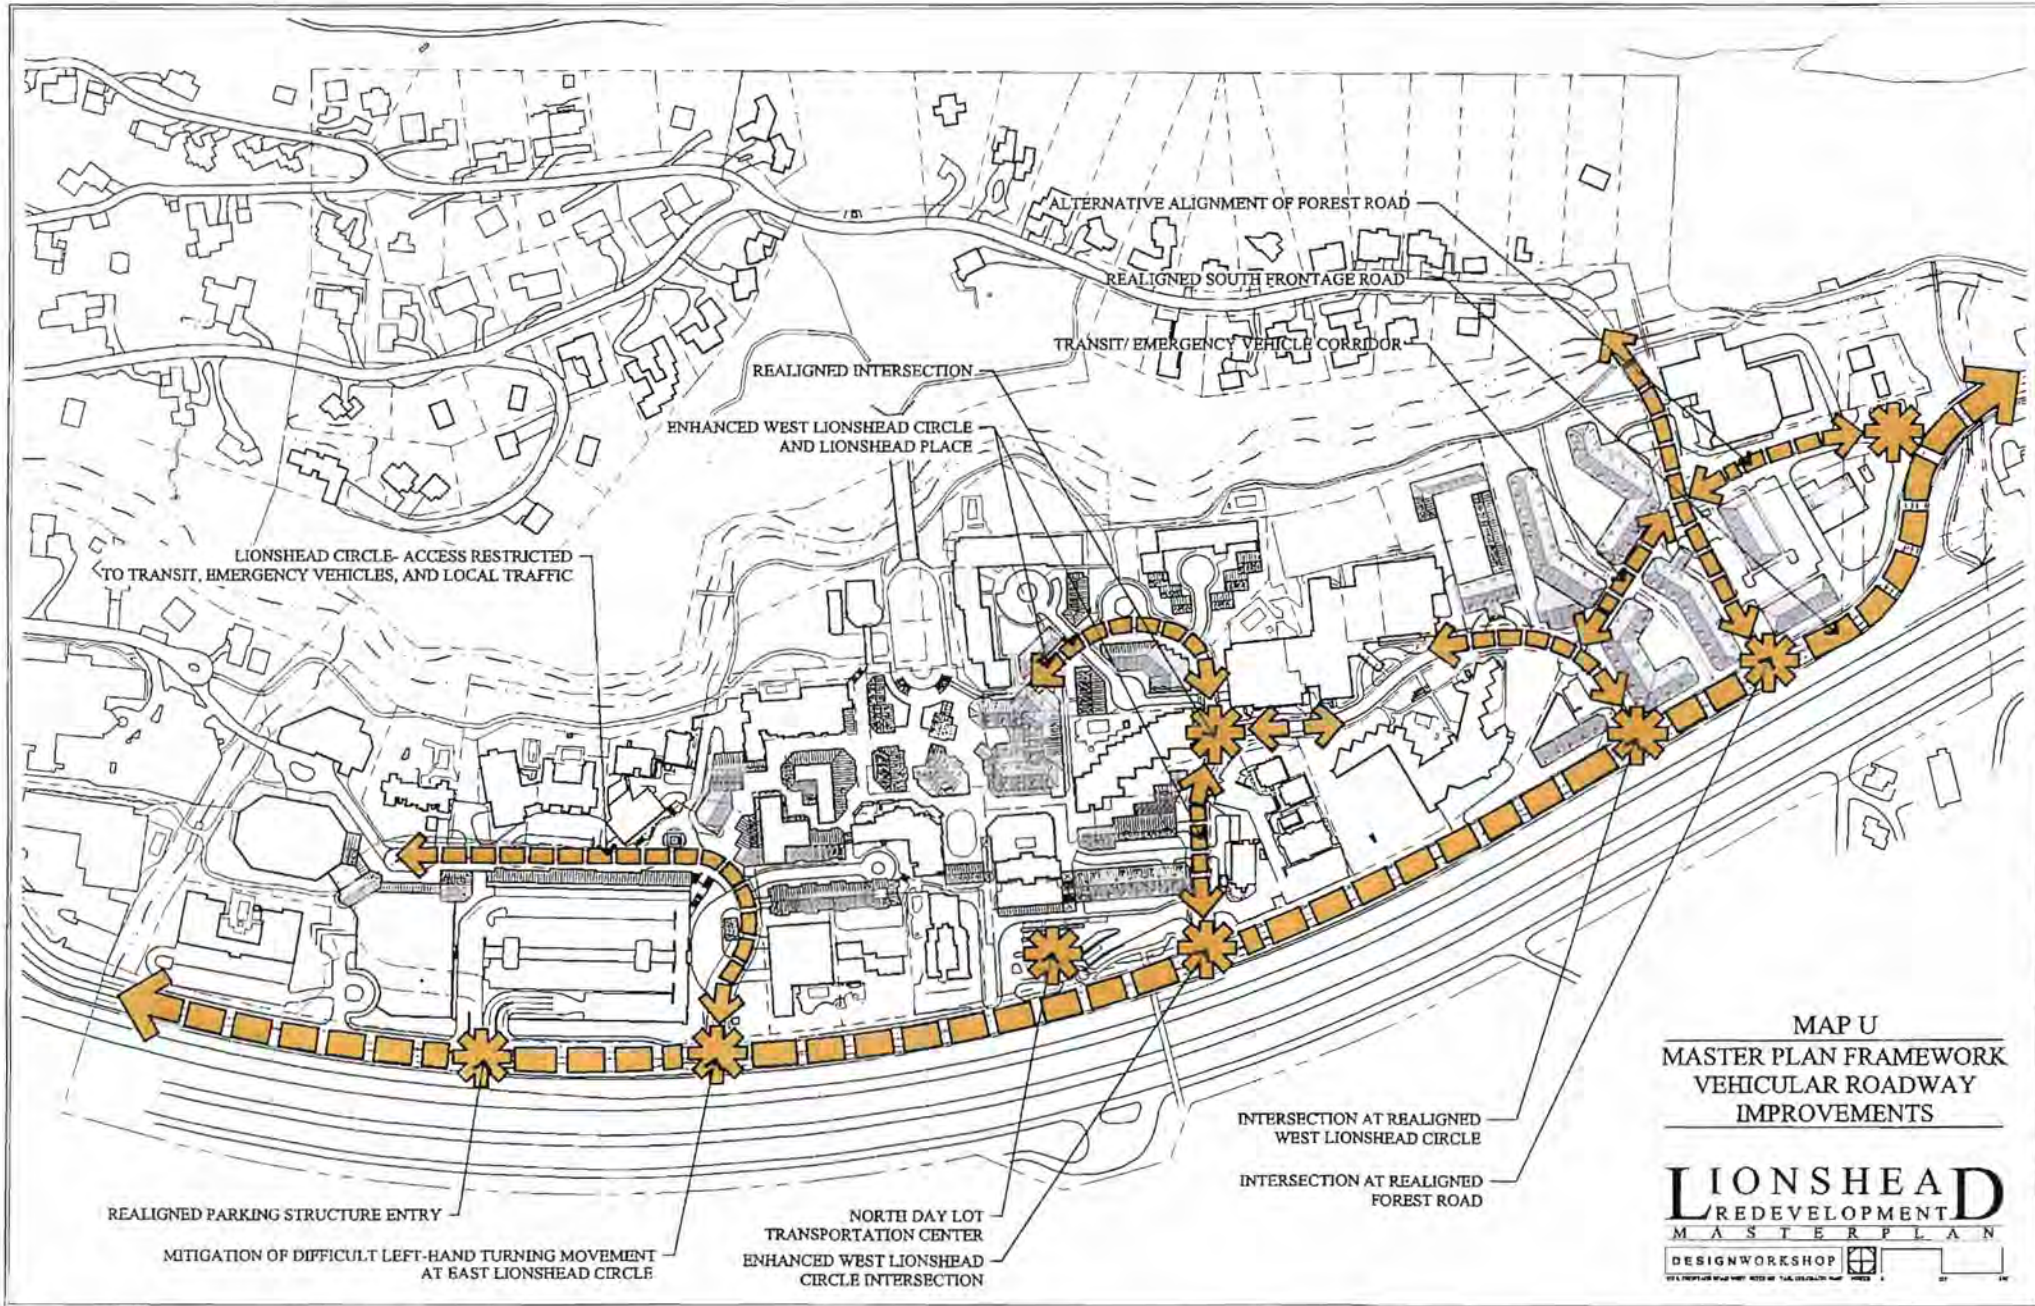 ALTERNATIVE ALIGNMENT OF FOREST ROAD
REALIGNED SOUTH FRONTAGE ROAD
TRANSIT/ EMERGENCY VEHICLE CORRIDOR
REALIGNED INTERSECTION
ENHANCED WEST LIONSHEAD CIRCLE
AND LIONSHEAD PLACE
LIONSHEAD CIRCLE- ACCESS RESTRICTED
TO TRANSIT, EMERGENCY VEHICLES, AND LOCAL TRAFFIC
REALIGNED PARKING STRUCTURE ENTRY
MITIGATION OF DIFFICULT LEFT-HAND TURNING MOVEMENT
AT EAST LIONSHEAD CIRCLE
NORTH DAY LOT
TRANSPORTATION CENTER
ENHANCED WEST LIONSHEAD
CIRCLE INTERSECTION
INTERSECTION AT REALIGNED
WEST LIONSHEAD CIRCLE
INTERSECTION AT REALIGNED
FOREST ROAD
MAP U
MASTER PLAN FRAMEWORK
VEHICULAR ROADWAY
IMPROVEMENTS
LIONSHEAD
REDEVELOPMENT
MASTERPLAN
DESIGNWORKSHOP